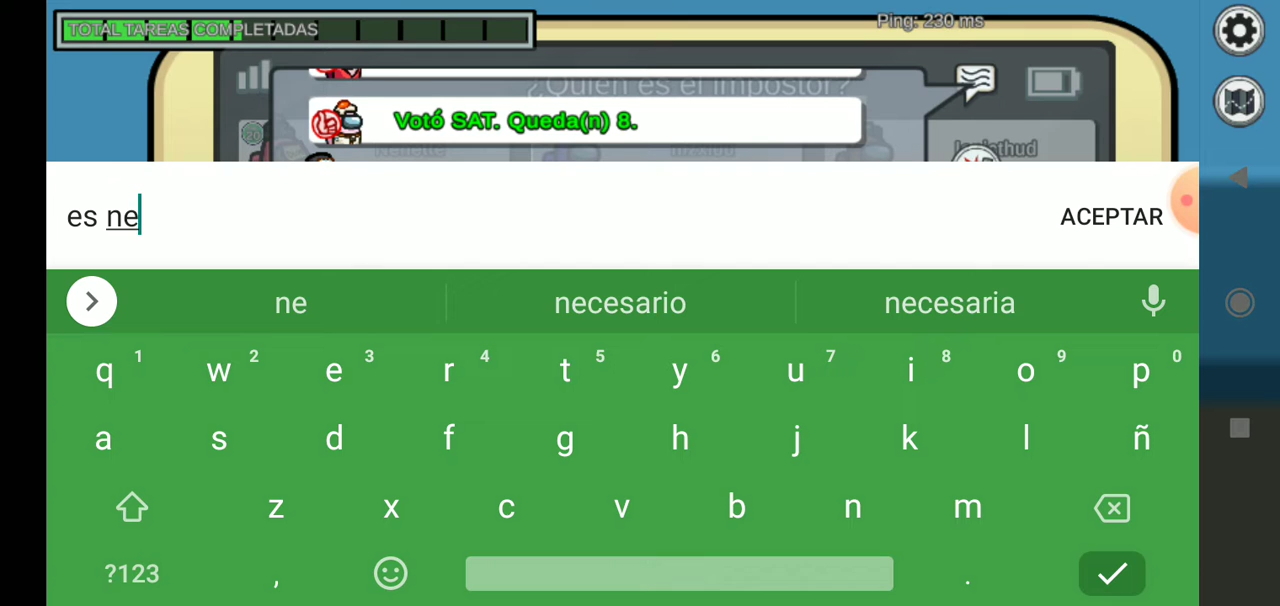 TOTAL TAREAS COMPLETADAS
Ping: 230 ms
¿Quién es el impostor?
Votó SAT. Queda(n) 8.
es ne
ACEPTAR
ne necesario necesaria
q 1 w 2 e 3 r 4 t 5 y 6 u 7 i 8 o 9 p 0
a s d f g h j k l ñ
z x c v b n m
?123 , .